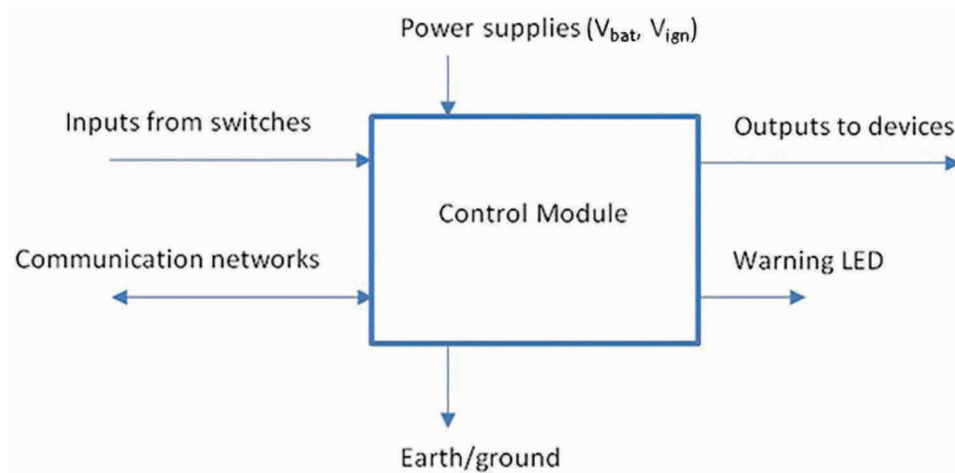 Power supplies (Vbat, Vign)
Inputs from switches
Outputs to devices
Control Module
Communication networks
Warning LED
Earth/ground